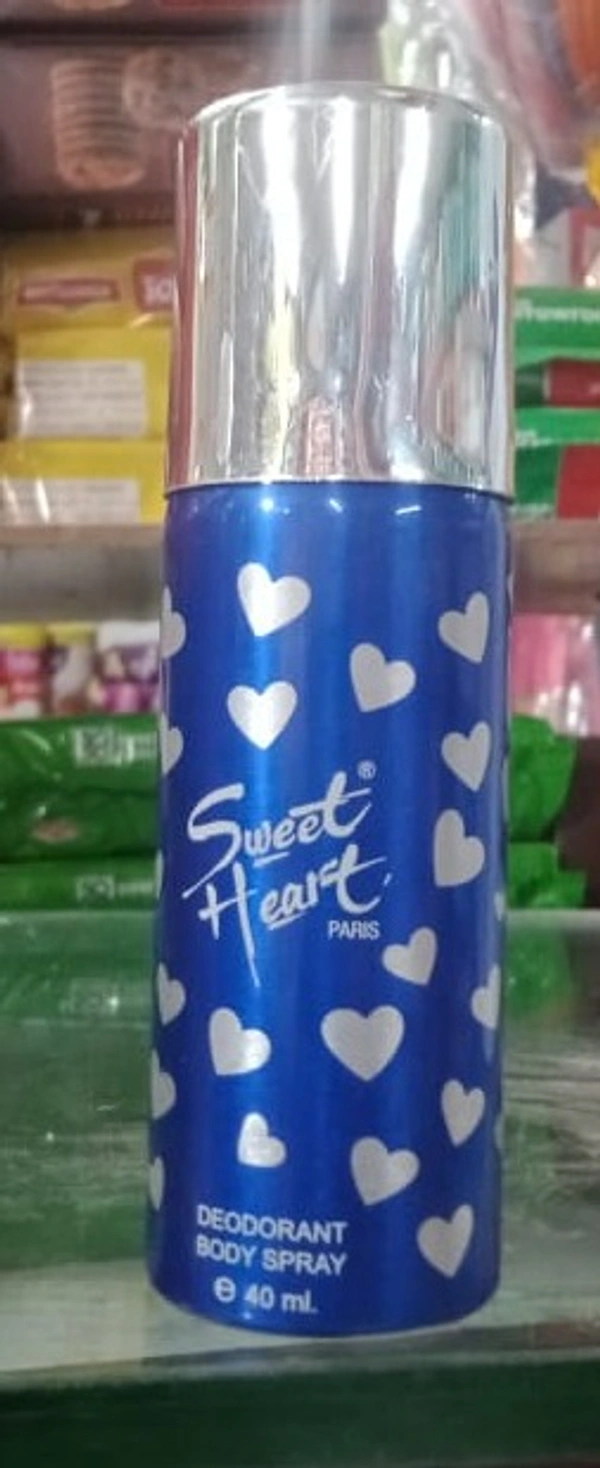 Sweet®
Heart
PARIS
DEODORANT
BODY SPRAY
℮ 40 ml.